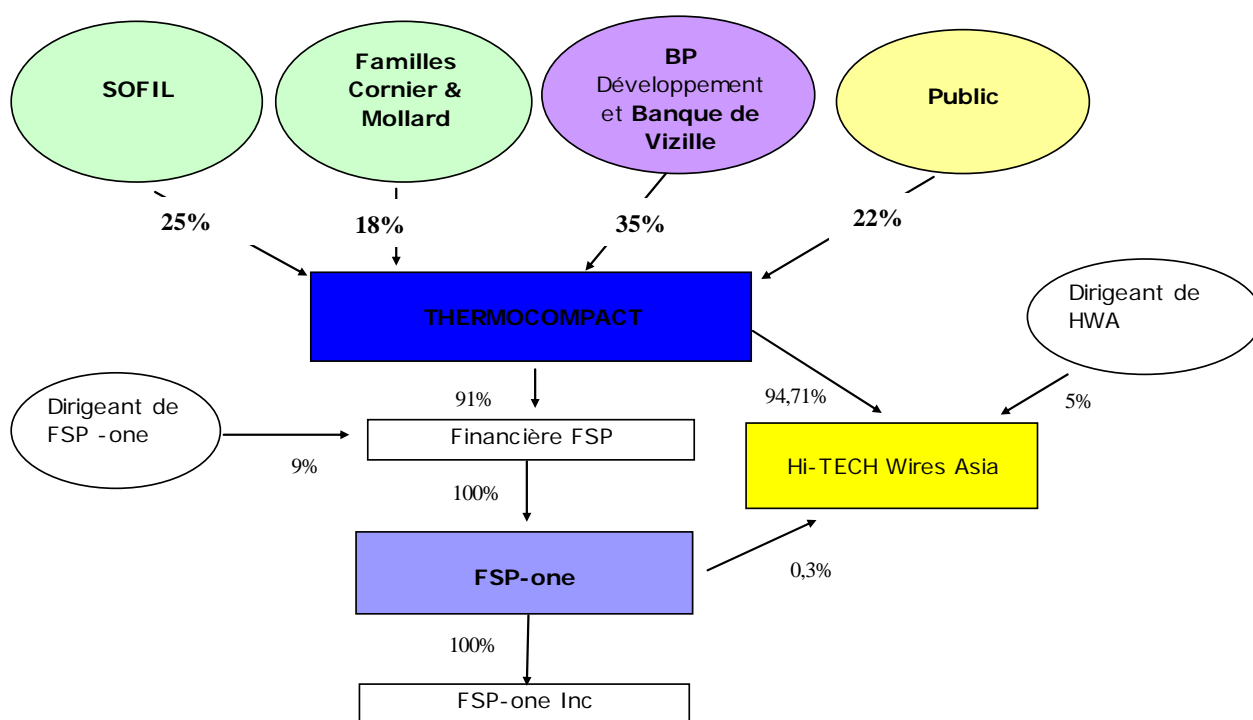 SOFIL
Familles
Cornier &
Mollard
BP
Développement
et Banque de
Vizille
Public
25%
18%
35%
22%
THERMOCOMPACT
Dirigeant de
HWA
91%
94,71%
5%
Dirigeant de
FSP -one
9%
Financière FSP
Hi-TECH Wires Asia
100%
FSP-one
0,3%
100%
FSP-one Inc